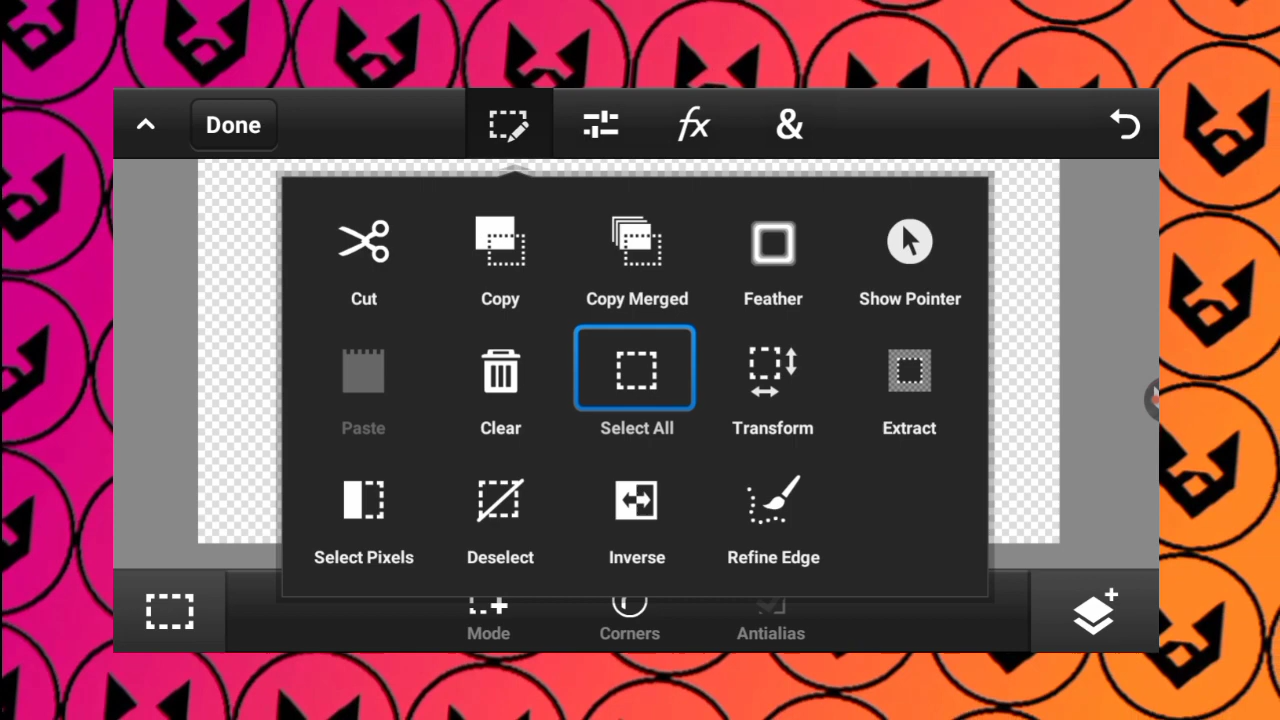 Done
fx
&
Cut
Copy
Copy Merged
Feather
Show Pointer
Paste
Clear
Select All
Transform
Extract
Select Pixels
Deselect
Inverse
Refine Edge
Mode
Corners
Antialias